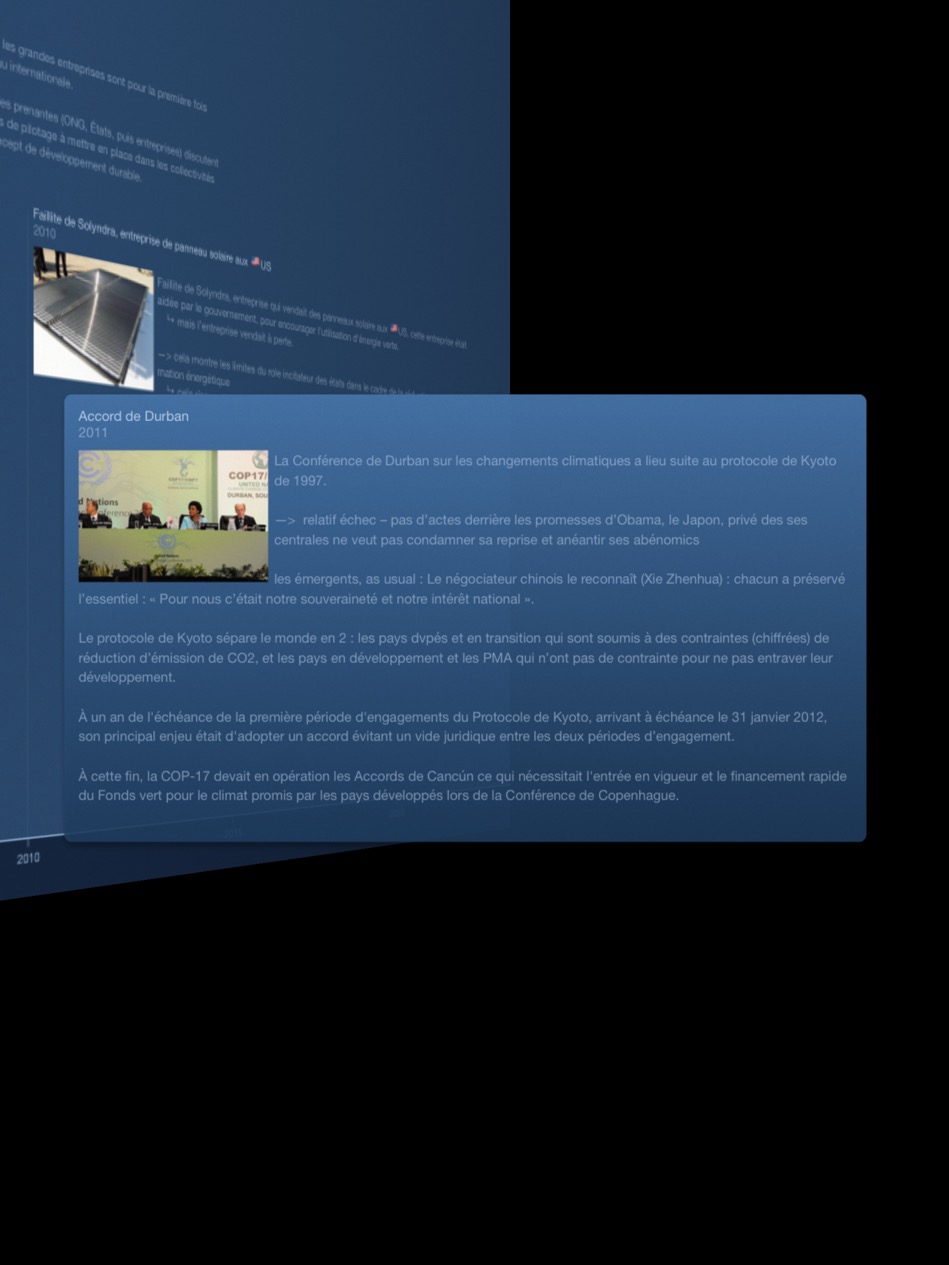 les grandes entreprises sont pour la première fois
u internationale.
es prenantes (ONG, États, puis entreprises) discutent
s de pilotage à mettre en place dans les collectivités
cept de développement durable.
Faillite de Solyndra, entreprise de panneau solaire aux US
2010
Faillite de Solyndra, entreprise qui vendait des panneaux solaire aux US, cette entreprise était
aidée par le gouvernement, pour encourager l'utilisation d'énergie verte.
↳ mais l'entreprise vendait à perte.
—> cela montre les limites du role incitateur des états dans le cadre de la
mation énergétique
Accord de Durban
2011
COP17/
UNITED NA
DURBAN, SOU
d Nations
La Conférence de Durban sur les changements climatiques a lieu suite au protocole de Kyoto
de 1997.
—> relatif échec – pas d'actes derrière les promesses d'Obama, le Japon, privé des ses
centrales ne veut pas condamner sa reprise et anéantir ses abénomics
les émergents, as usual : Le négociateur chinois le reconnaît (Xie Zhenhua) : chacun a préservé
l'essentiel : « Pour nous c'était notre souveraineté et notre intérêt national ».
Le protocole de Kyoto sépare le monde en 2 : les pays dvpés et en transition qui sont soumis à des contraintes (chiffrées) de
réduction d'émission de CO2, et les pays en développement et les PMA qui n'ont pas de contrainte pour ne pas entraver leur
développement.
À un an de l'échéance de la première période d'engagements du Protocole de Kyoto, arrivant à échéance le 31 janvier 2012,
son principal enjeu était d'adopter un accord évitant un vide juridique entre les deux périodes d'engagement.
À cette fin, la COP-17 devait en opération les Accords de Cancún ce qui nécessitait l'entrée en vigueur et le financement rapide
du Fonds vert pour le climat promis par les pays développés lors de la Conférence de Copenhague.
2010